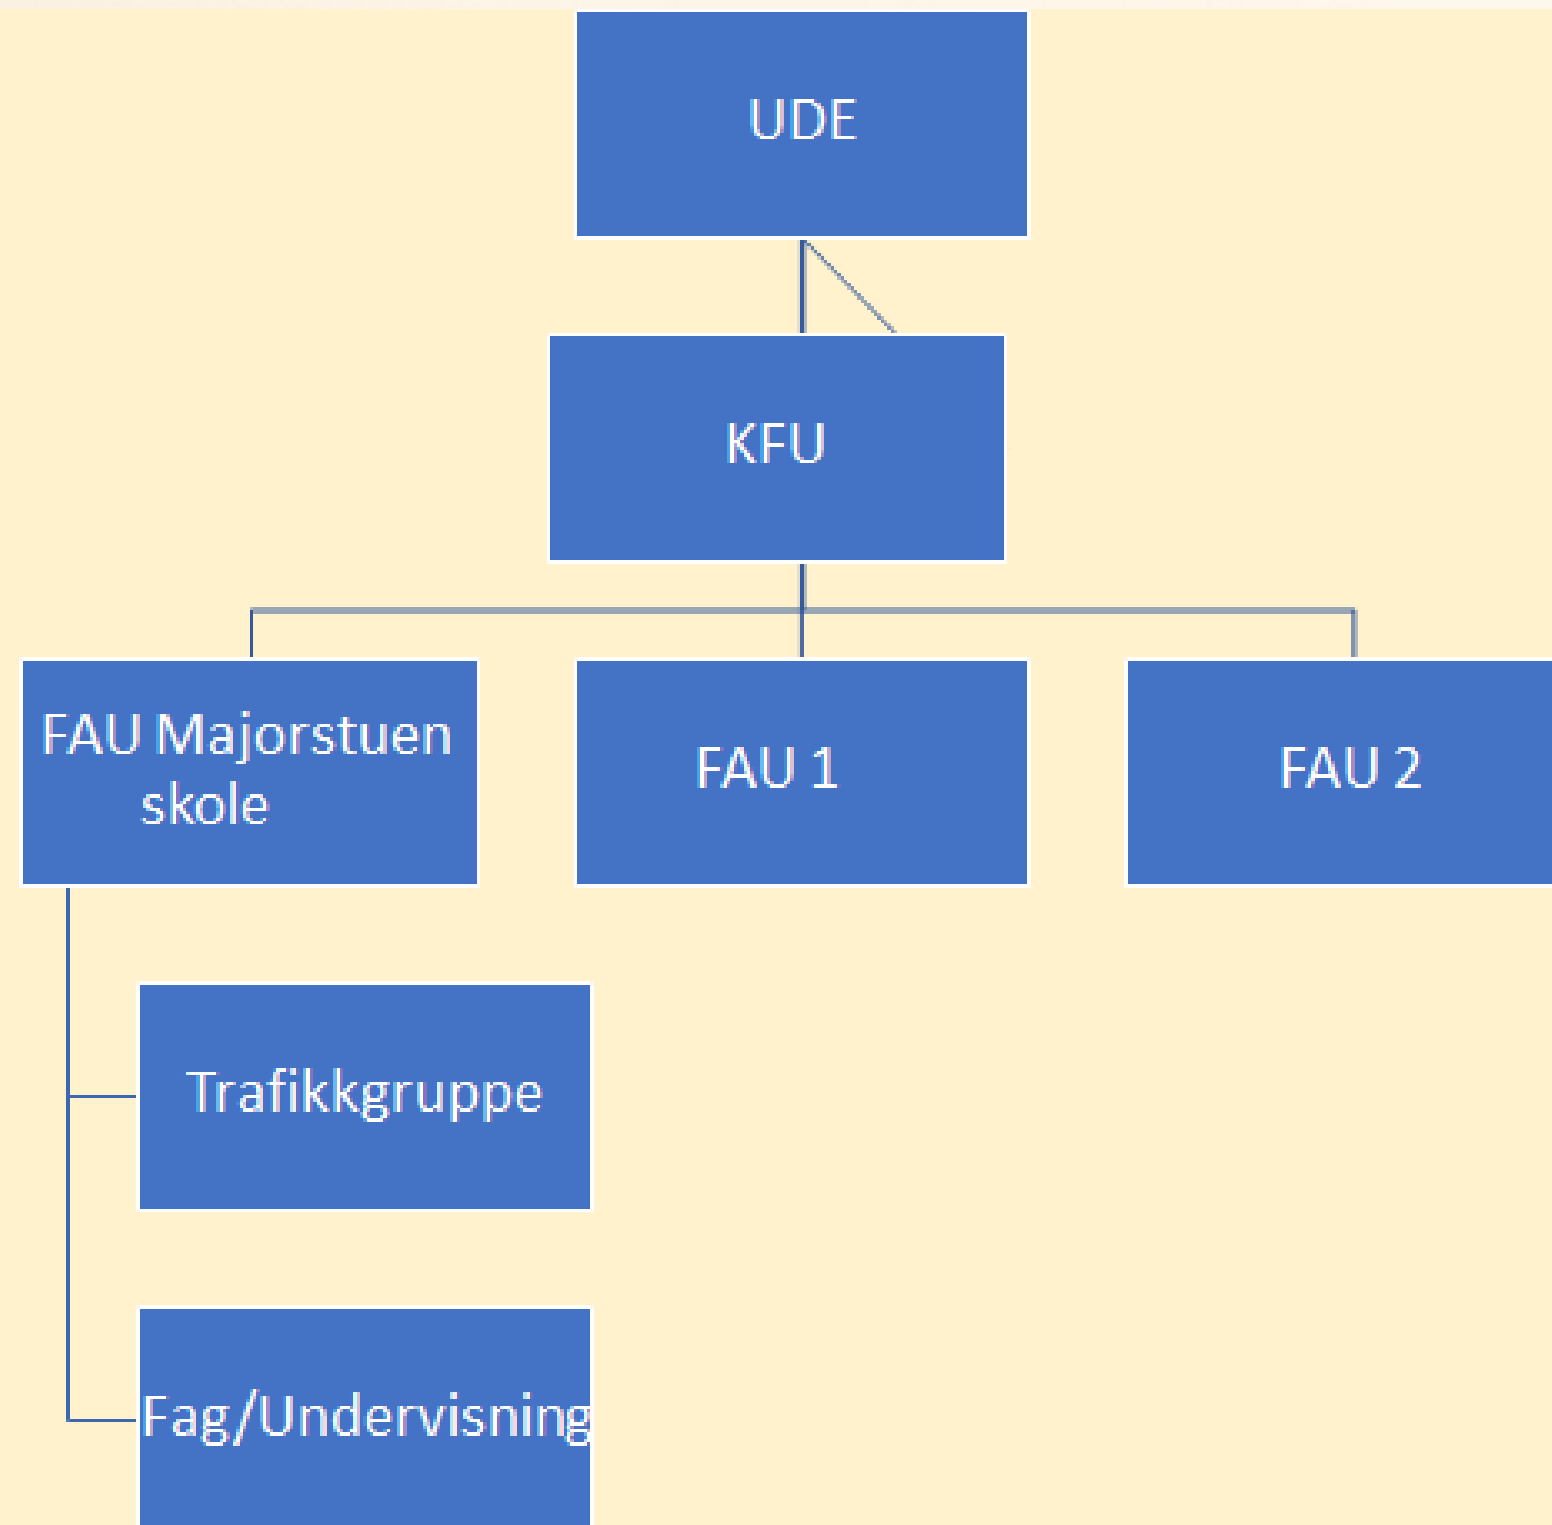 UDE
KFU
FAU Majorstuen
skole
FAU 1
FAU 2
Trafikkgruppe
Fag/Undervisning